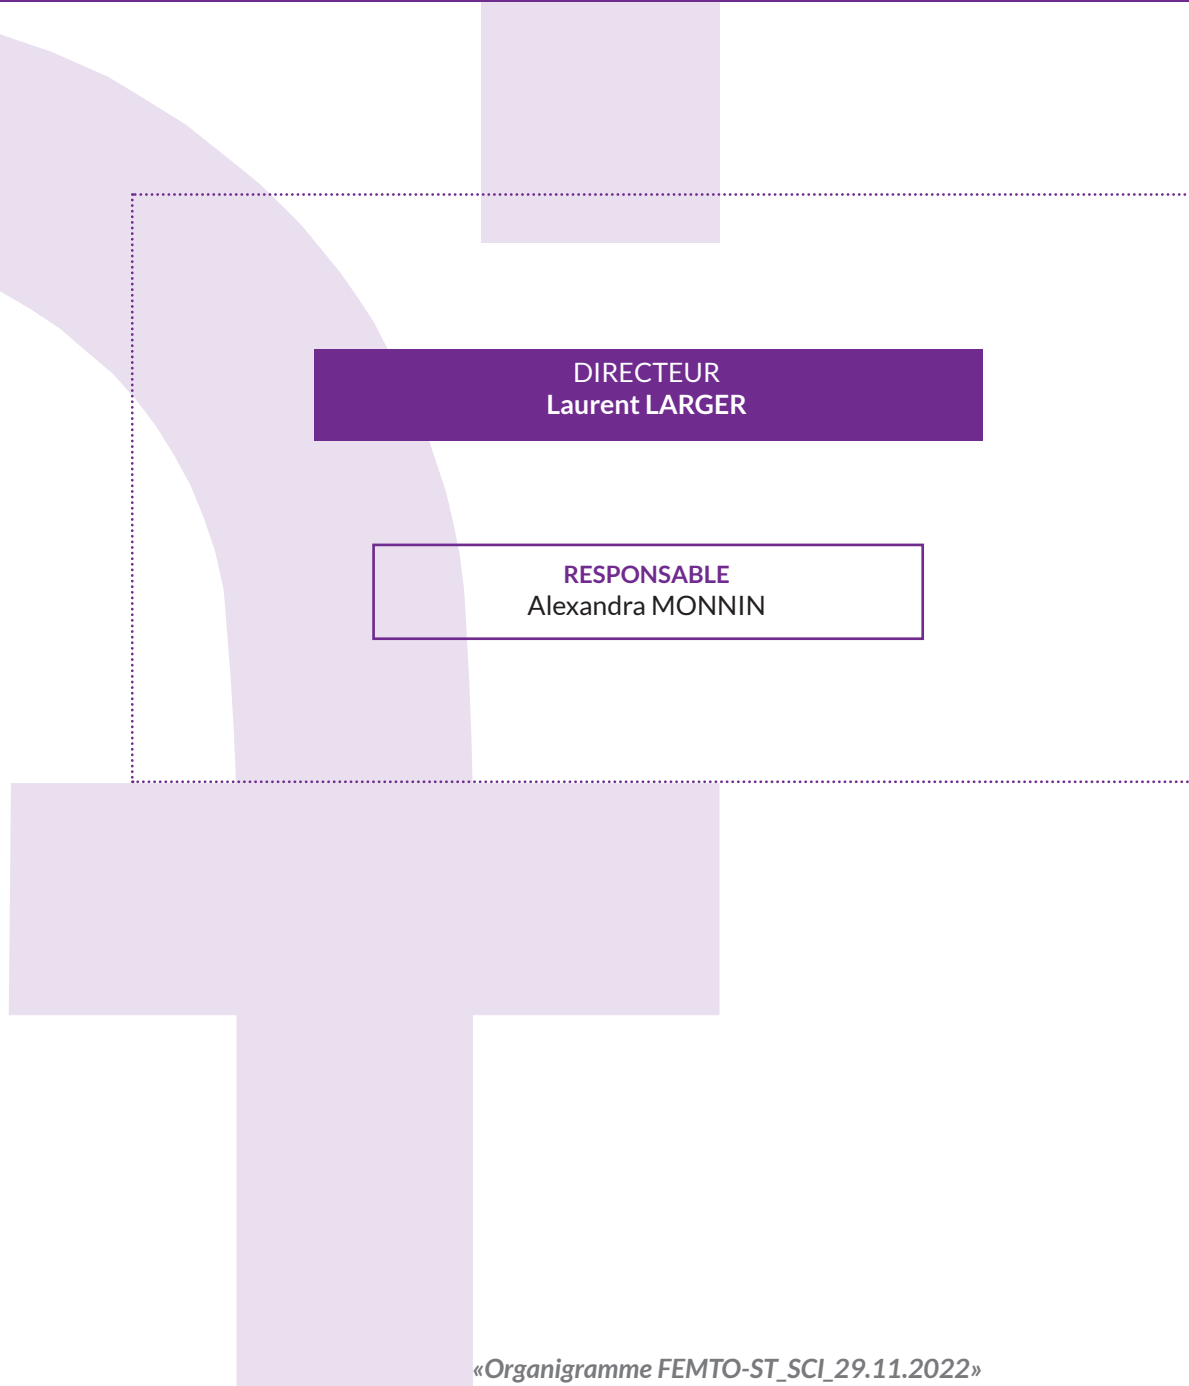 DIRECTEUR
Laurent LARGER
RESPONSABLE
Alexandra MONNIN
«Organigramme FEMTO-ST_SCI_29.11.2022»